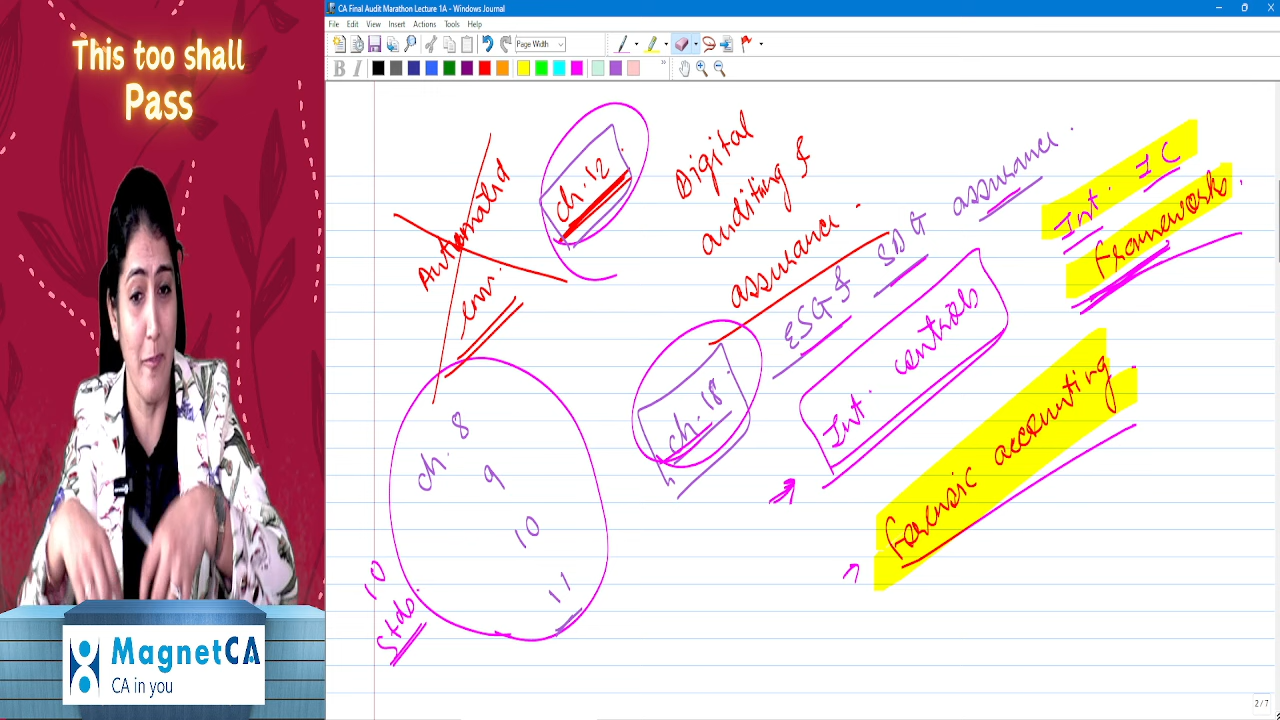 CA Final Audit Marathon Lecture 1A - Windows Journal
File Edit View Insert Actions Tools Help
Page Width
B I
This too shall
Pass
Automated
env.
ch. 12.
Digital
auditing &
assurance.
ch. 18.
ESG & SDG assurance.
Int. controls
Int. IC
Frameworks.
Forensic accounting.
ch. 8
9
10
11
10
Stds.
MagnetCA
CA in you
2/7